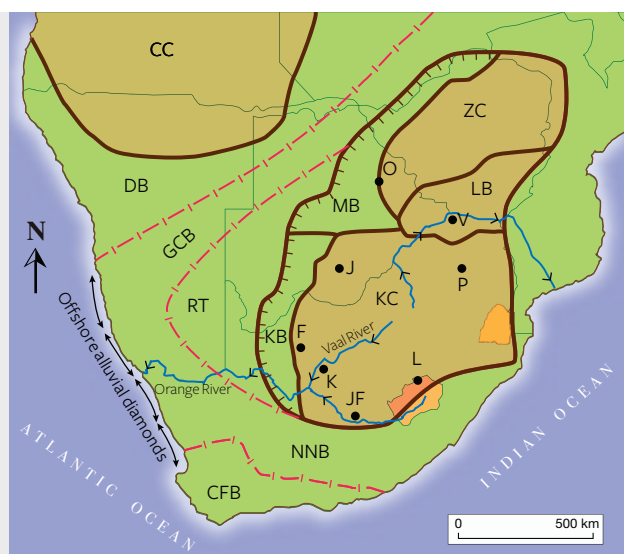 CC
ZC
O
LB
DB
MB
V
N
GCB
J
KC
P
RT
KB
F
Vaal River
Offshore alluvial diamonds
K
L
Orange River
JF
NNB
CFB
ATLANTIC OCEAN
INDIAN OCEAN
0 500 km